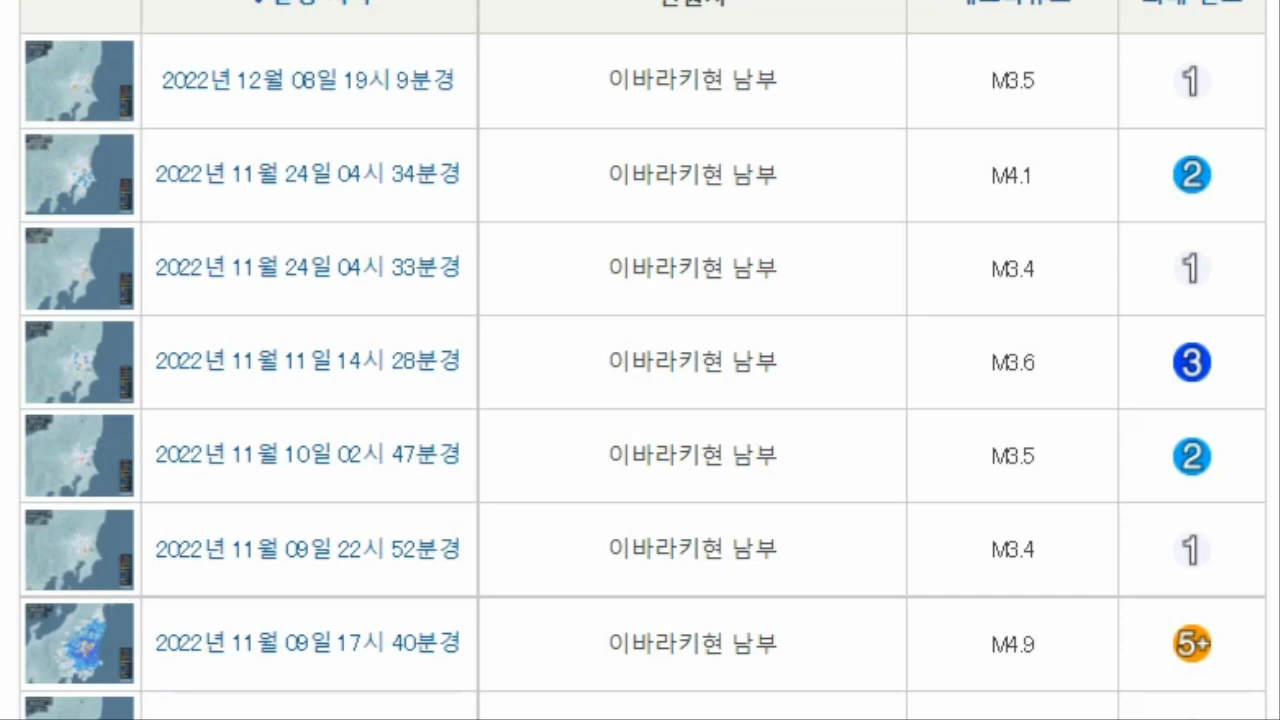 2022년 12월 08일 19시 9분경 이바라키현 남부 M3.5 1
2022년 11월 24일 04시 34분경 이바라키현 남부 M4.1 2
2022년 11월 24일 04시 33분경 이바라키현 남부 M3.4 1
2022년 11월 11일 14시 28분경 이바라키현 남부 M3.6 3
2022년 11월 10일 02시 47분경 이바라키현 남부 M3.5 2
2022년 11월 09일 22시 52분경 이바라키현 남부 M3.4 1
2022년 11월 09일 17시 40분경 이바라키현 남부 M4.9 5+